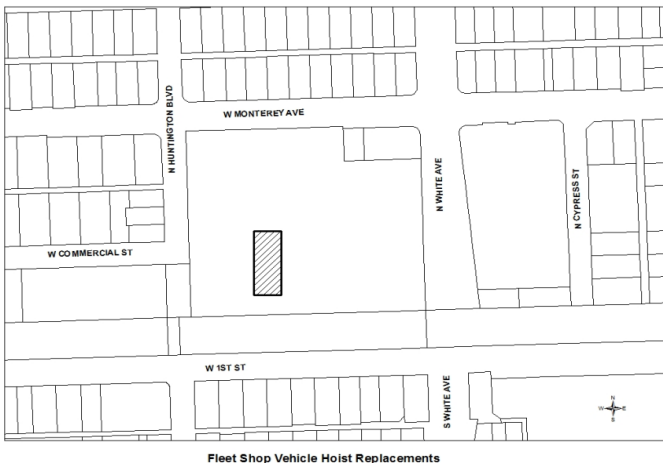 W MONTEREY AVE
N HUNTINGTON BLVD
N WHITE AVE
N CYPRESS ST
W COMMERCIAL ST
W 1ST ST
S WHITE AVE
N
W E
S
Fleet Shop Vehicle Hoist Replacements